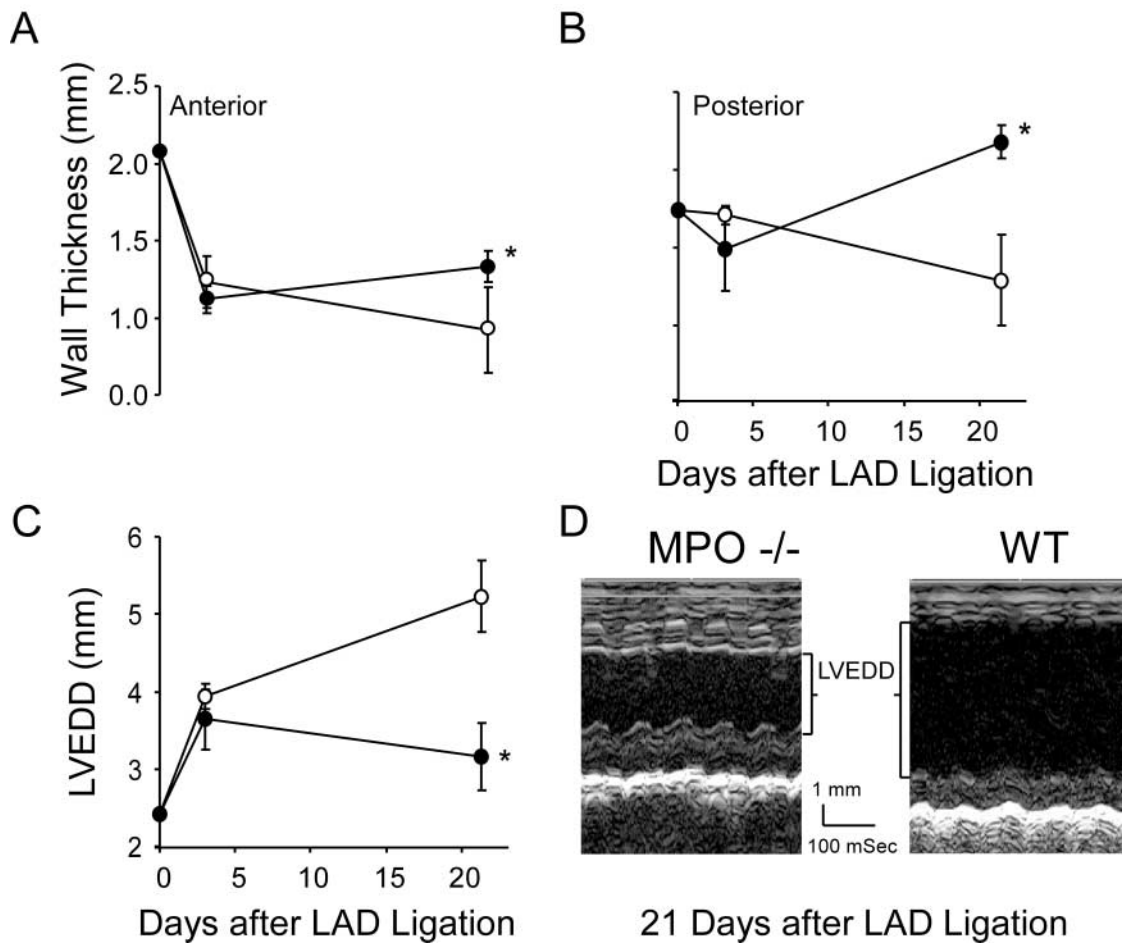 A
Wall Thickness (mm)
2.5
2.0
1.5
1.0
0.0
Anterior
*
B
Posterior
*
0 5 10 15 20
Days after LAD Ligation
C
LVEDD (mm)
6
5
4
3
2
*
0 5 10 15 20
Days after LAD Ligation
D
MPO -/- WT
LVEDD
1 mm
100 mSec
21 Days after LAD Ligation